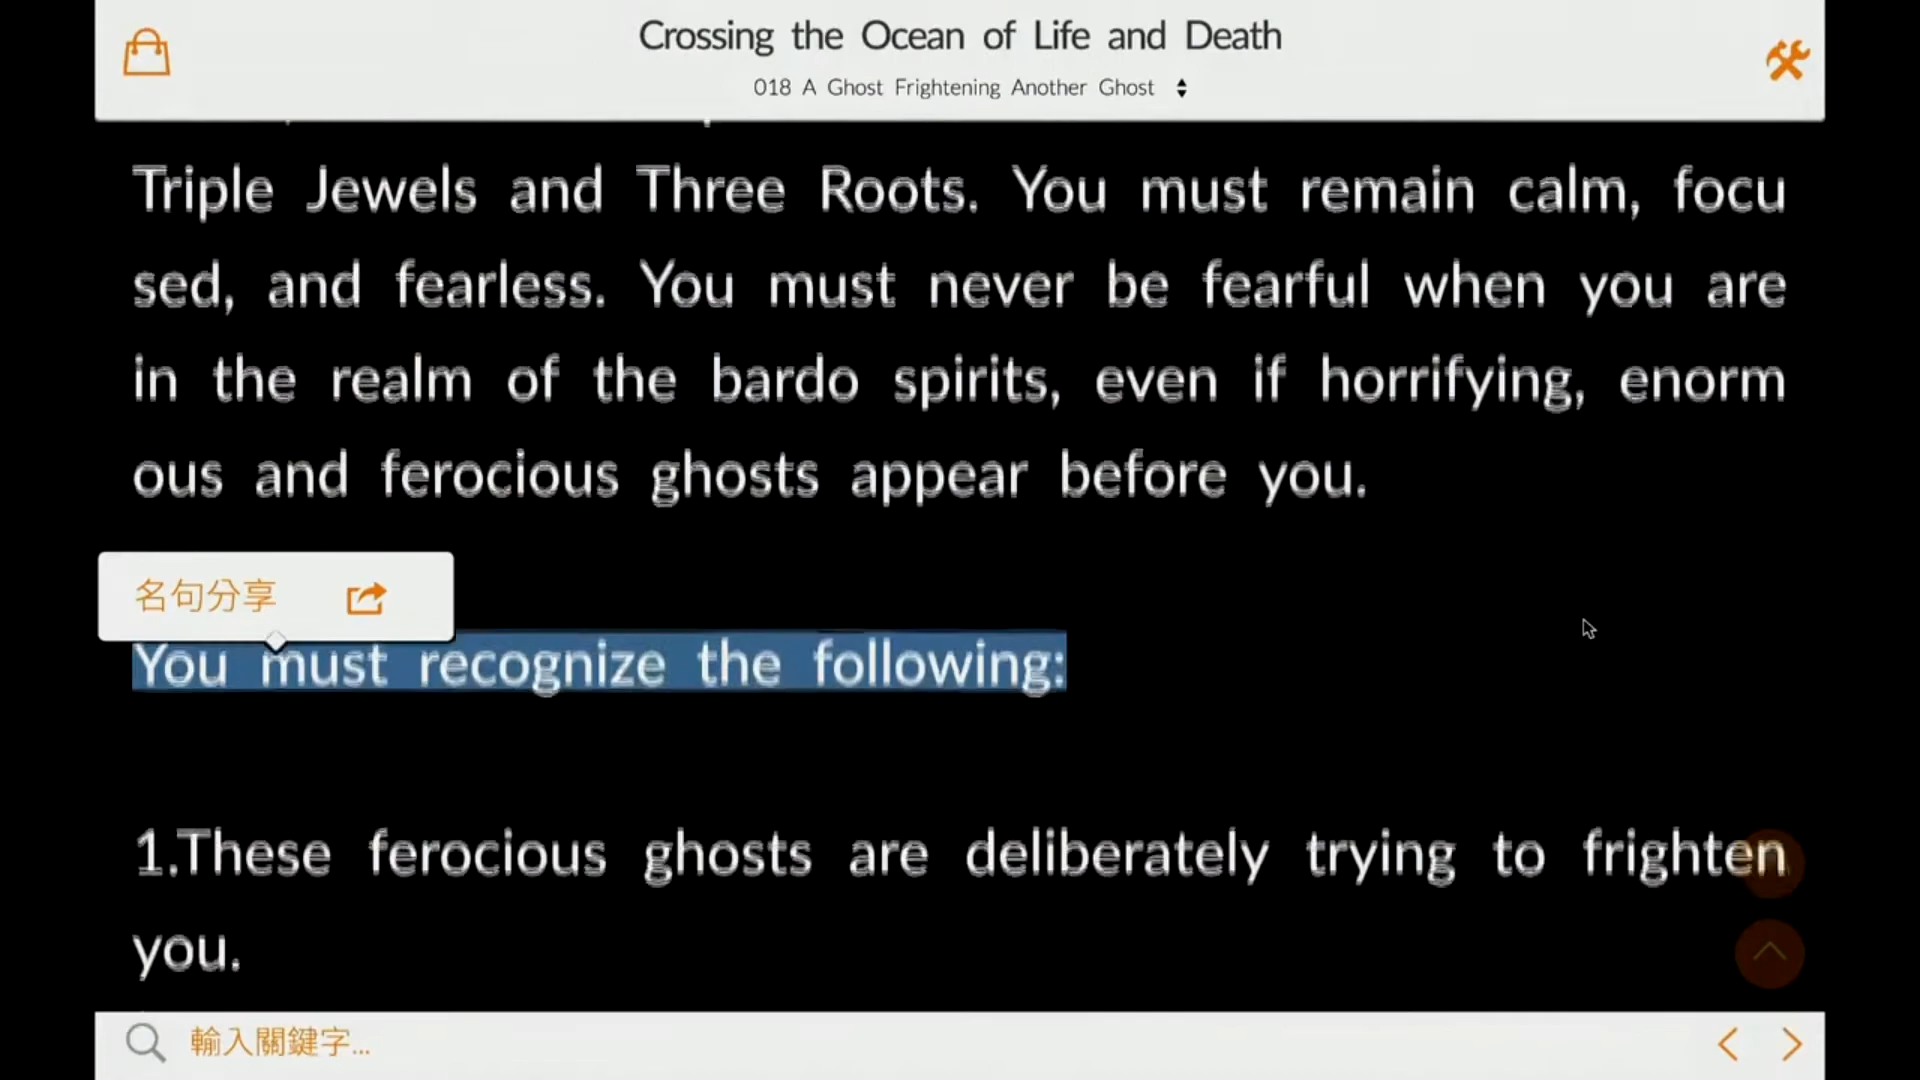 Crossing the Ocean of Life and Death
018 A Ghost Frightening Another Ghost
Triple Jewels and Three Roots. You must remain calm, focu
sed, and fearless. You must never be fearful when you are
in the realm of the bardo spirits, even if horrifying, enorm
ous and ferocious ghosts appear before you.
名句分享
You must recognize the following:
1.These ferocious ghosts are deliberately trying to frighten
you.
輸入關鍵字...